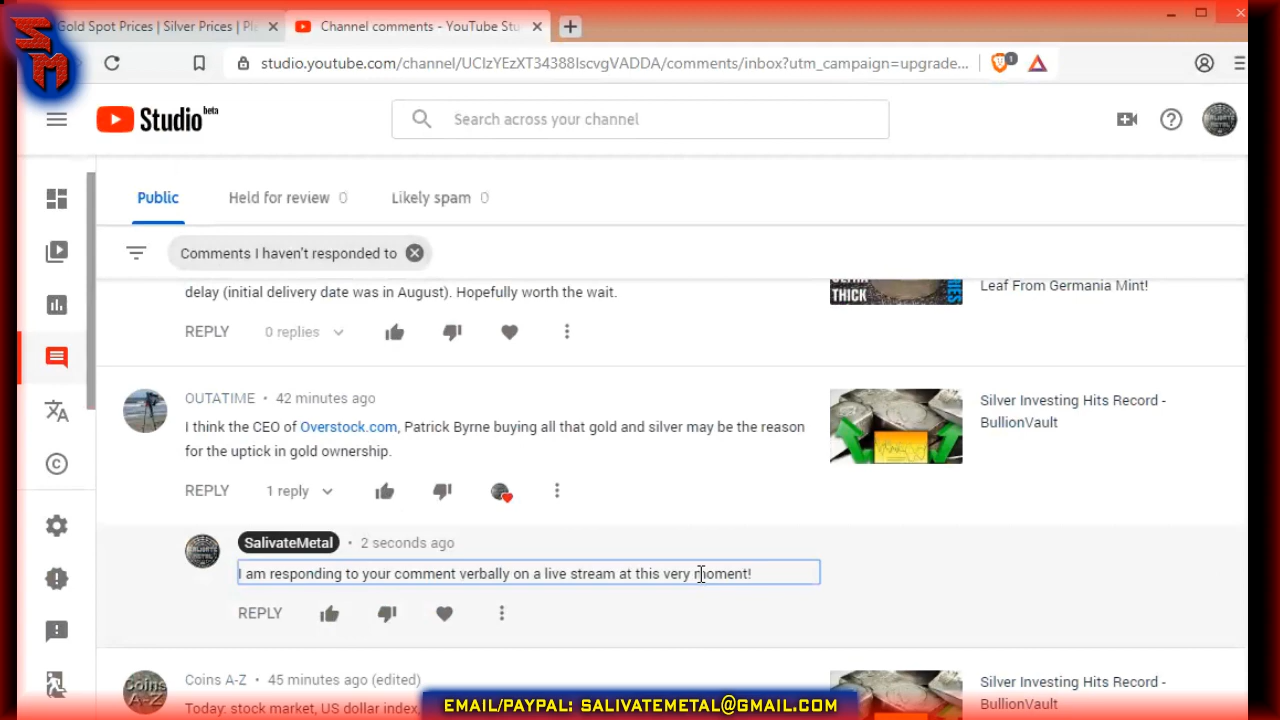 SM
Gold Spot Prices | Silver Prices | Pl
Channel comments - YouTube Stu
studio.youtube.com/channel/UCIzYEzXT34388IscvgVADDA/comments/inbox?utm_campaign=upgrade...
1
Studio beta
Search across your channel
Public
Held for review 0
Likely spam 0
Comments I haven't responded to
delay (initial delivery date was in August). Hopefully worth the wait.
THICK
Leaf From Germania Mint!
REPLY
0 replies
OUTATIME • 42 minutes ago
I think the CEO of Overstock.com, Patrick Byrne buying all that gold and silver may be the reason
for the uptick in gold ownership.
Silver Investing Hits Record -
BullionVault
REPLY
1 reply
SalivateMetal • 2 seconds ago
I am responding to your comment verbally on a live stream at this very moment!
REPLY
Coins A-Z • 45 minutes ago (edited)
Coins
A-Z
Today: stock market, US dollar index,
Silver Investing Hits Record -
BullionVault
EMAIL/PAYPAL: SALIVATEMETAL@GMAIL.COM